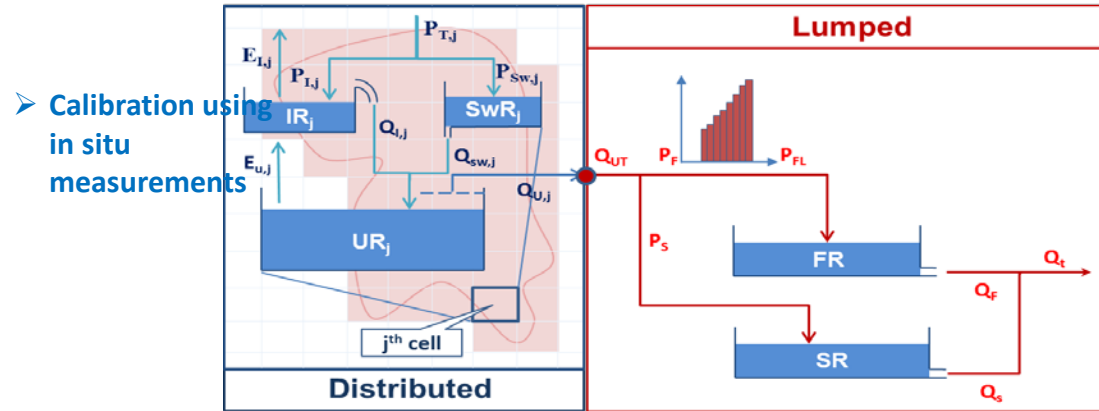 ➢ Calibration using
in situ
measurements
P_T,j
E_I,j
P_I,j
P_Sw,j
IR_j
SwR_j
Q_I,j
Q_sw,j
E_u,j
Q_U,j
UR_j
j^th cell
Distributed
Lumped
P_F
P_FL
Q_UT
P_S
FR
Q_F
Q_t
SR
Q_s